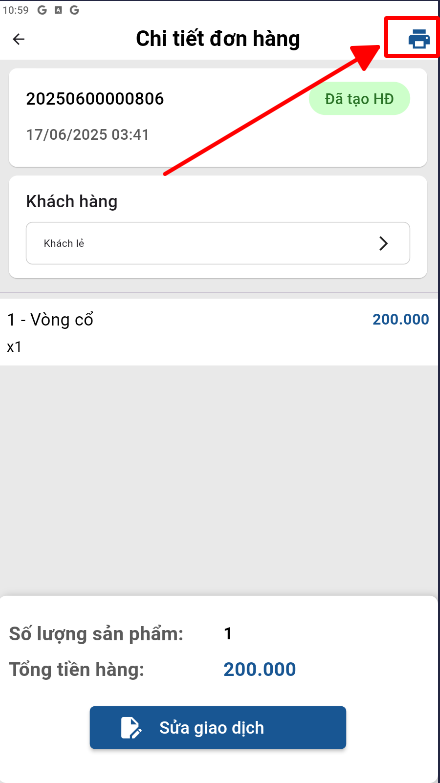 10:59
Chi tiết đơn hàng
20250600000806
Đã tạo HĐ
17/06/2025 03:41
Khách hàng
Khách lẻ
1 - Vòng cổ
200.000
x1
Số lượng sản phẩm: 1
Tổng tiền hàng: 200.000
Sửa giao dịch